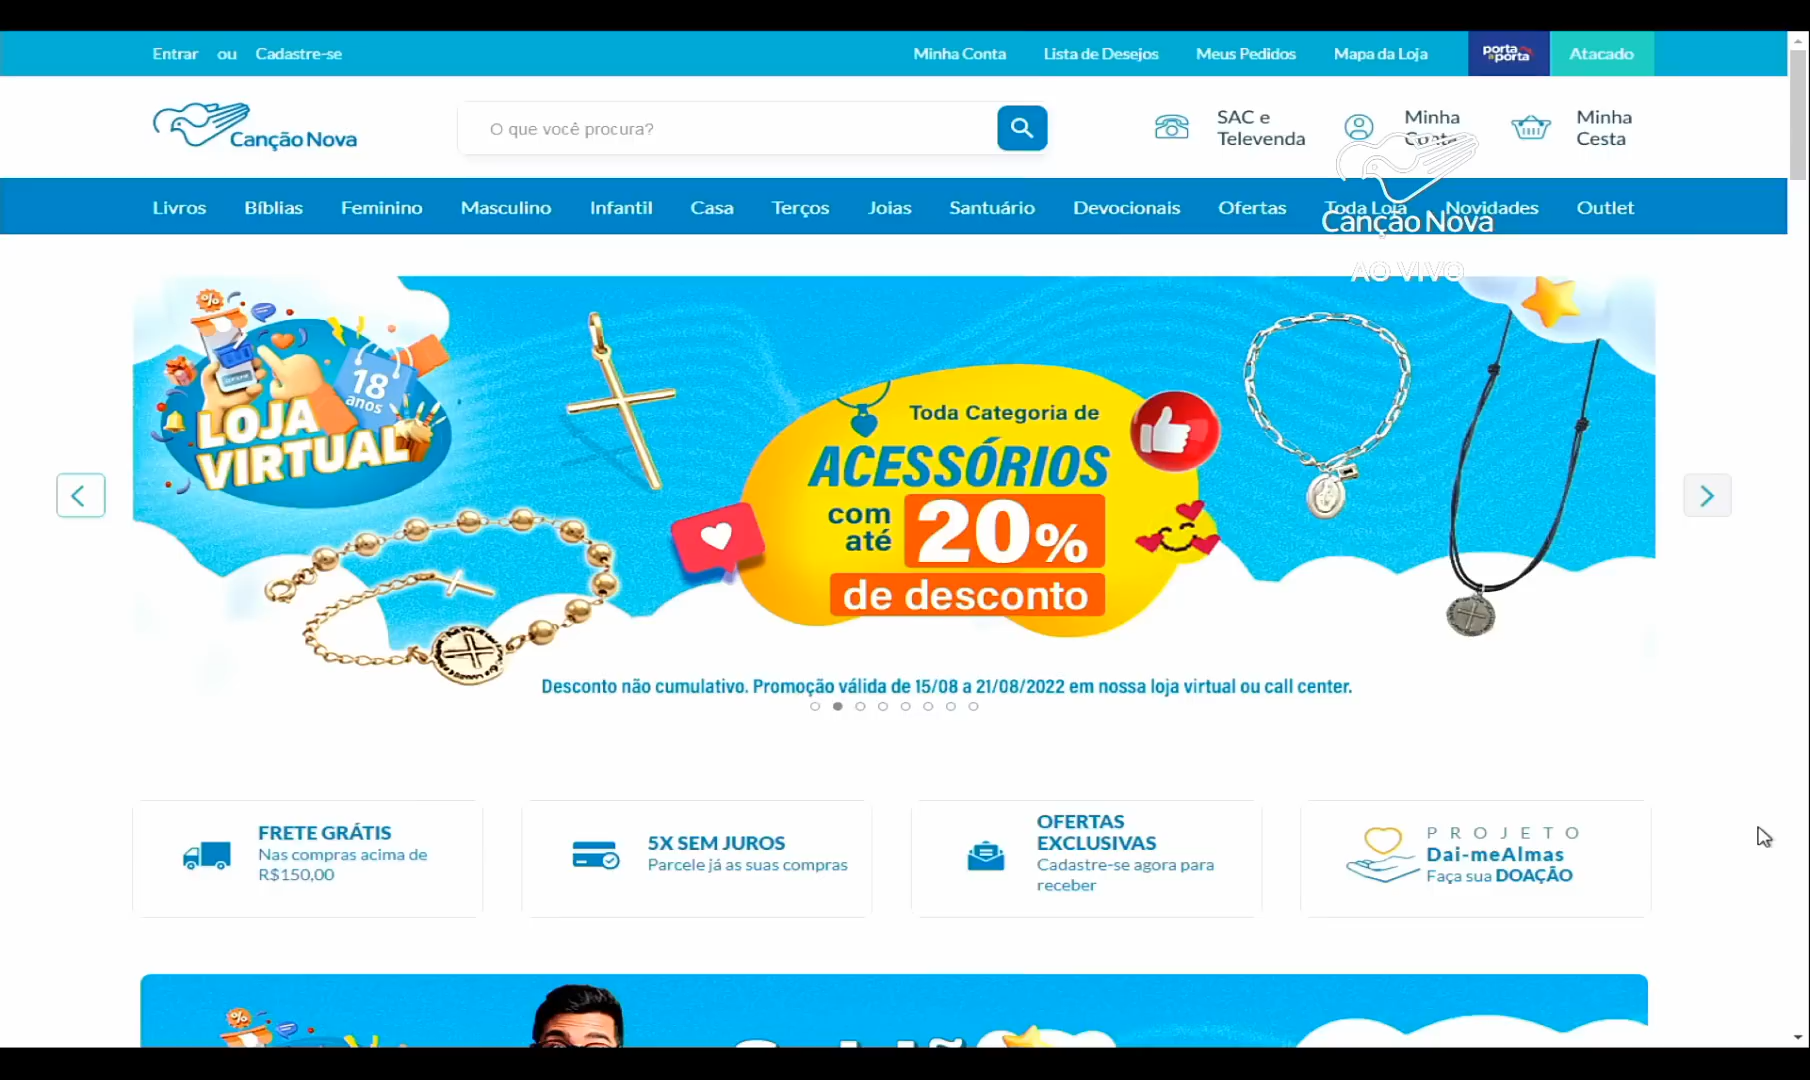 Entrar ou Cadastre-se
Minha Conta
Lista de Desejos
Meus Pedidos
Mapa da Loja
porta a porta
Atacado
Canção Nova
O que você procura?
SAC e
Televenda
Minha
Conta
Minha
Cesta
Livros
Bíblias
Feminino
Masculino
Infantil
Casa
Terços
Joias
Santuário
Devocionais
Ofertas
Toda Loja
Novidades
Outlet
Canção Nova
AO VIVO
18
anos
LOJA
VIRTUAL
Toda Categoria de
ACESSÓRIOS
com
até
20%
de desconto
Desconto não cumulativo. Promoção válida de 15/08 a 21/08/2022 em nossa loja virtual ou call center.
FRETE GRÁTIS
Nas compras acima de
R$150,00
5X SEM JUROS
Parcele já as suas compras
OFERTAS
EXCLUSIVAS
Cadastre-se agora para
receber
PROJETO
Dai-meAlmas
Faça sua DOAÇÃO